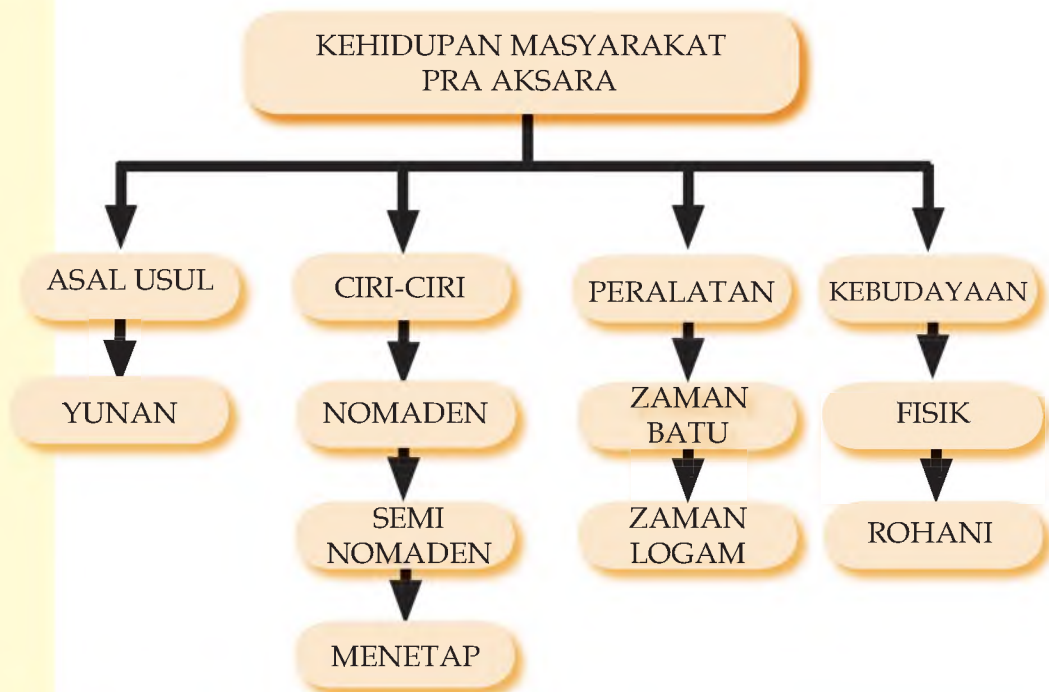 KEHIDUPAN MASYARAKAT
PRA AKSARA
ASAL USUL
YUNAN
CIRI-CIRI
NOMADEN
SEMI
NOMADEN
MENETAP
PERALATAN
ZAMAN
BATU
ZAMAN
LOGAM
KEBUDAYAAN
FISIK
ROHANI